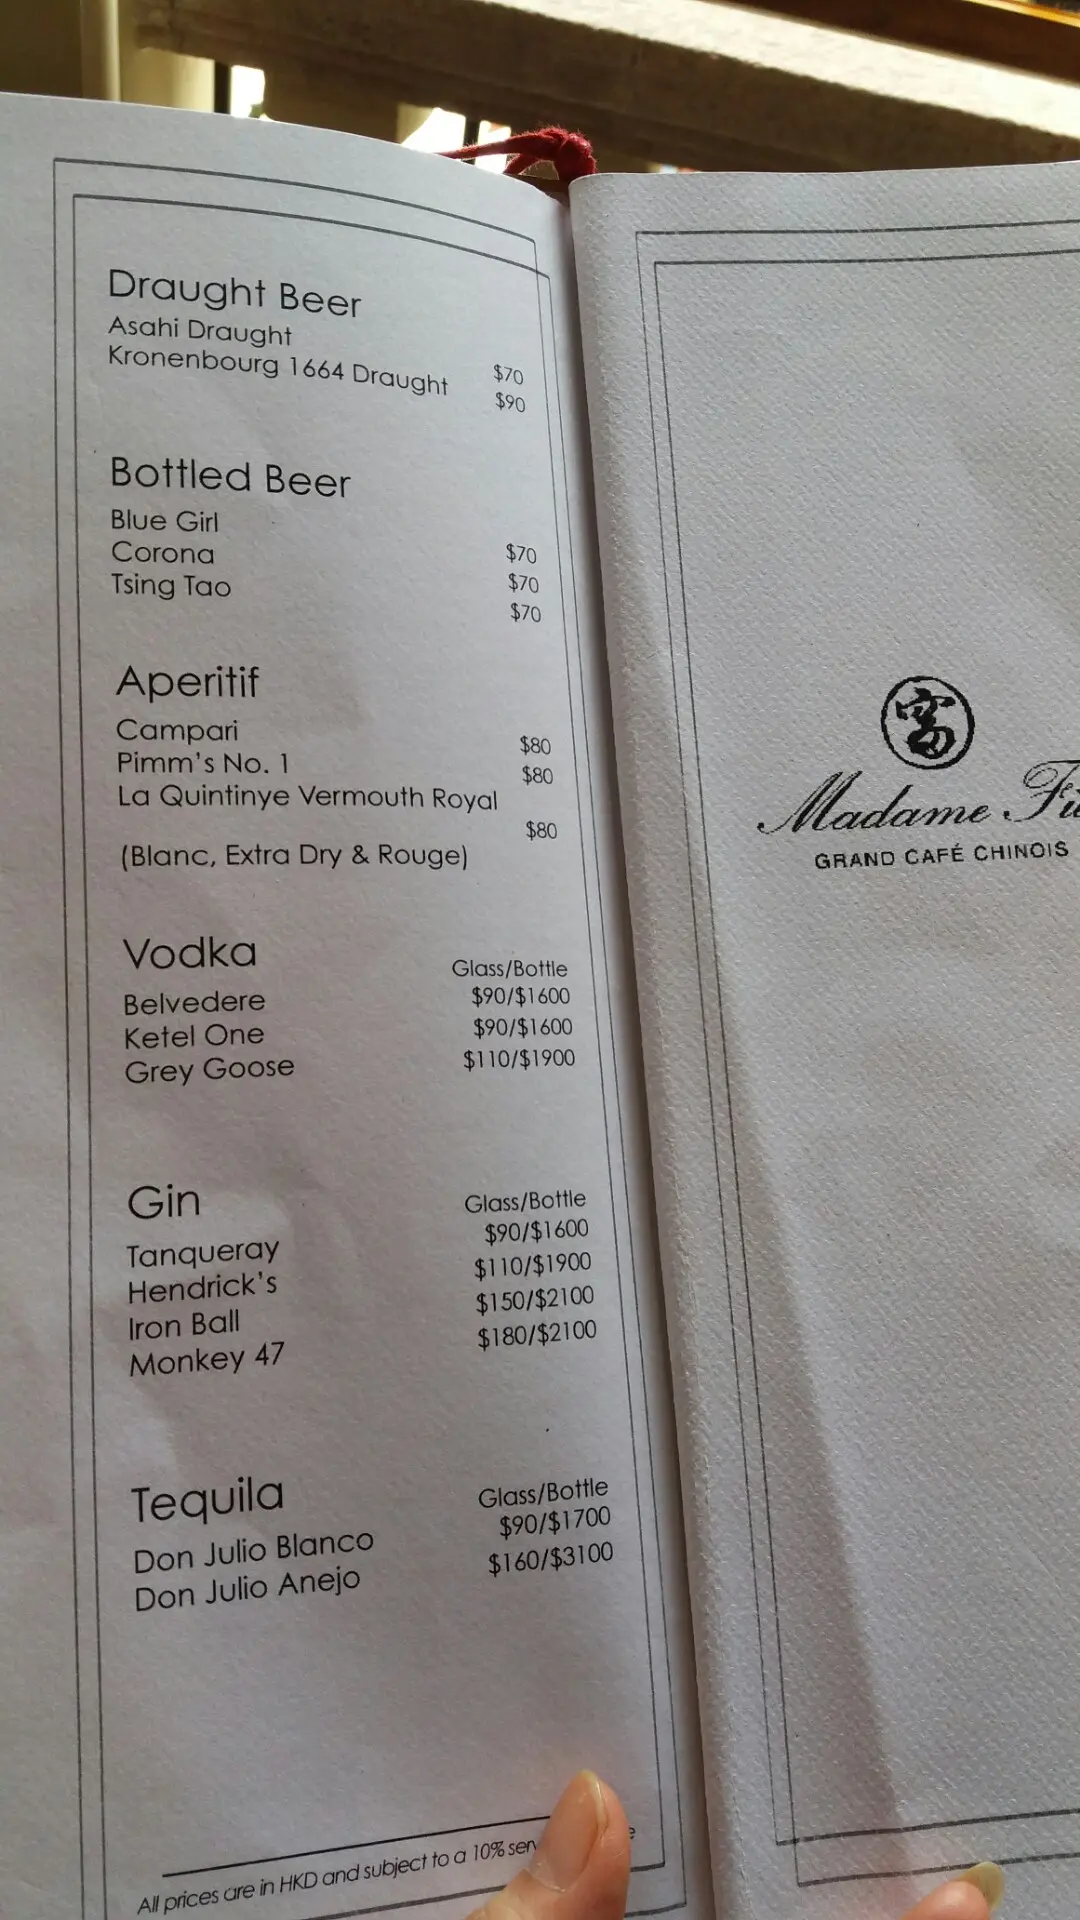 Draught Beer
Asahi Draught $70
Kronenbourg 1664 Draught $90
Bottled Beer
Blue Girl $70
Corona $70
Tsing Tao $70
Aperitif
Campari $80
Pimm's No. 1 $80
La Quintinye Vermouth Royal $80
(Blanc, Extra Dry & Rouge)
Vodka Glass/Bottle
Belvedere $90/$1600
Ketel One $90/$1600
Grey Goose $110/$1900
Gin Glass/Bottle
Tanqueray $90/$1600
Hendrick's $110/$1900
Iron Ball $150/$2100
Monkey 47 $180/$2100
Tequila Glass/Bottle
Don Julio Blanco $90/$1700
Don Julio Anejo $160/$3100
All prices are in HKD and subject to a 10%
富
Madame
GRAND CAFÉ CHINOIS